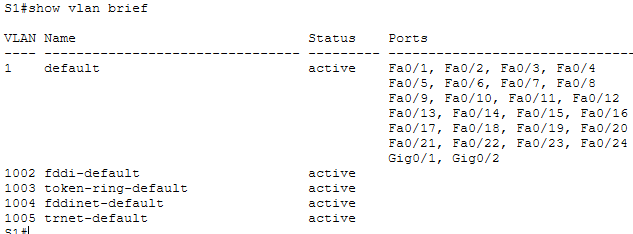 S1#show vlan brief
VLAN Name                             Status    Ports
---- -------------------------------- --------- -------------------------------
1    default                          active    Fa0/1, Fa0/2, Fa0/3, Fa0/4
                                                Fa0/5, Fa0/6, Fa0/7, Fa0/8
                                                Fa0/9, Fa0/10, Fa0/11, Fa0/12
                                                Fa0/13, Fa0/14, Fa0/15, Fa0/16
                                                Fa0/17, Fa0/18, Fa0/19, Fa0/20
                                                Fa0/21, Fa0/22, Fa0/23, Fa0/24
                                                Gig0/1, Gig0/2
1002 fddi-default                     active
1003 token-ring-default               active
1004 fddinet-default                  active
1005 trnet-default                    active
S1#